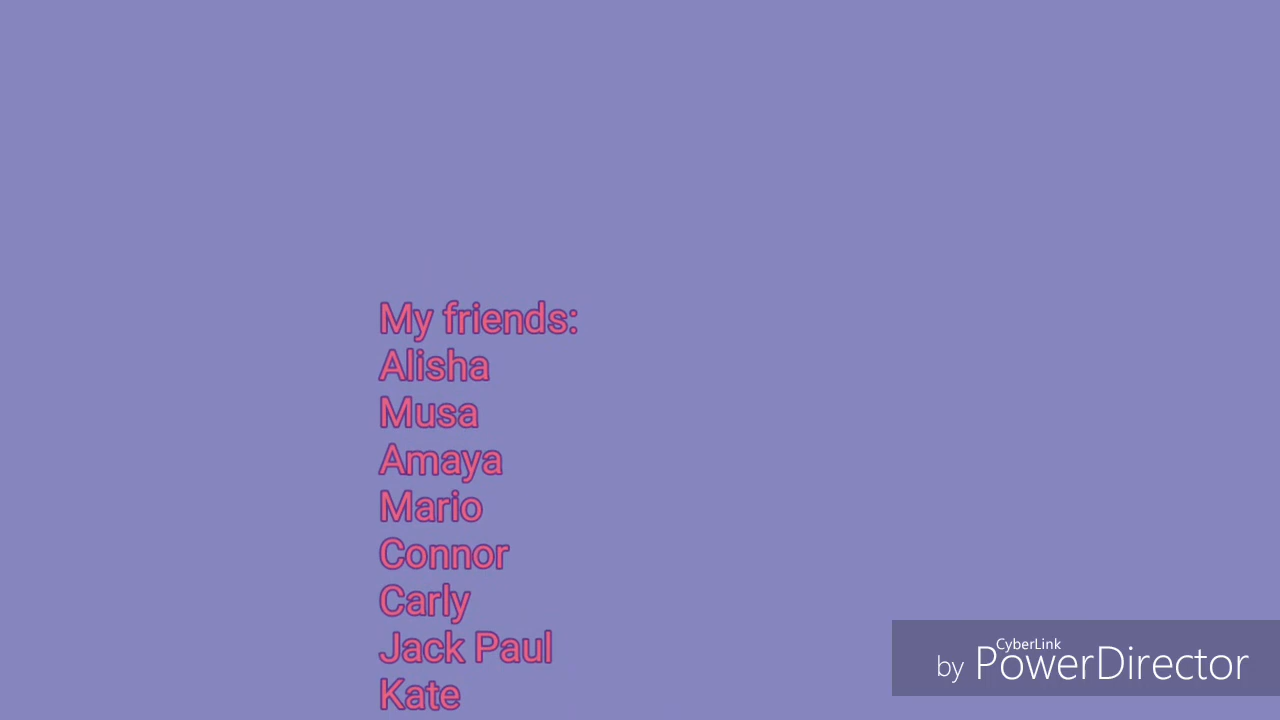 My friends:
Alisha
Musa
Amaya
Mario
Connor
Carly
Jack Paul
Kate
CyberLink
by PowerDirector